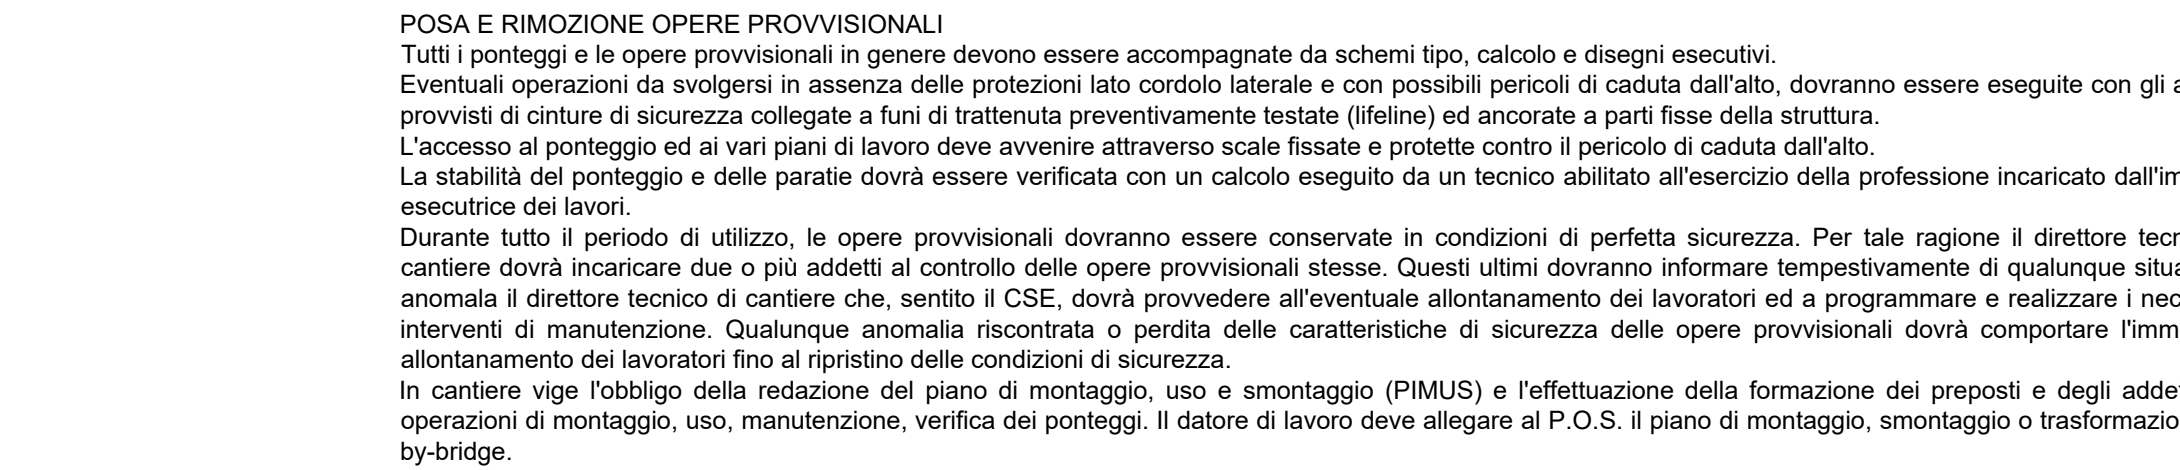 POSA E RIMOZIONE OPERE PROVVISIONALI
Tutti i ponteggi e le opere provvisionali in genere devono essere accompagnate da schemi tipo, calcolo e disegni esecutivi.
Eventuali operazioni da svolgersi in assenza delle protezioni lato cordolo laterale e con possibili pericoli di caduta dall'alto, dovranno essere eseguite con gli
provvisti di cinture di sicurezza collegate a funi di trattenuta preventivamente testate (lifeline) ed ancorate a parti fisse della struttura.
L'accesso al ponteggio ed ai vari piani di lavoro deve avvenire attraverso scale fissate e protette contro il pericolo di caduta dall'alto.
La stabilità del ponteggio e delle paratie dovrà essere verificata con un calcolo eseguito da un tecnico abilitato all'esercizio della professione incaricato
esecutrice dei lavori.
Durante tutto il periodo di utilizzo, le opere provvisionali dovranno essere conservate in condizioni di perfetta sicurezza. Per tale ragione il direttore
cantiere dovrà incaricare due o più addetti al controllo delle opere provvisionali stesse. Questi ultimi dovranno informare tempestivamente di qualunque
anomala il direttore tecnico di cantiere che, sentito il CSE, dovrà provvedere all'eventuale allontanamento dei lavoratori ed a programmare e realizzare i
interventi di manutenzione. Qualunque anomalia riscontrata o perdita delle caratteristiche di sicurezza delle opere provvisionali dovrà comportare
allontanamento dei lavoratori fino al ripristino delle condizioni di sicurezza.
In cantiere vige l'obbligo della redazione del piano di montaggio, uso e smontaggio (PIMUS) e l'effettuazione della formazione dei preposti e degli
operazioni di montaggio, uso, manutenzione, verifica dei ponteggi. Il datore di lavoro deve allegare al P.O.S. il piano di montaggio, smontaggio o
by-bridge.